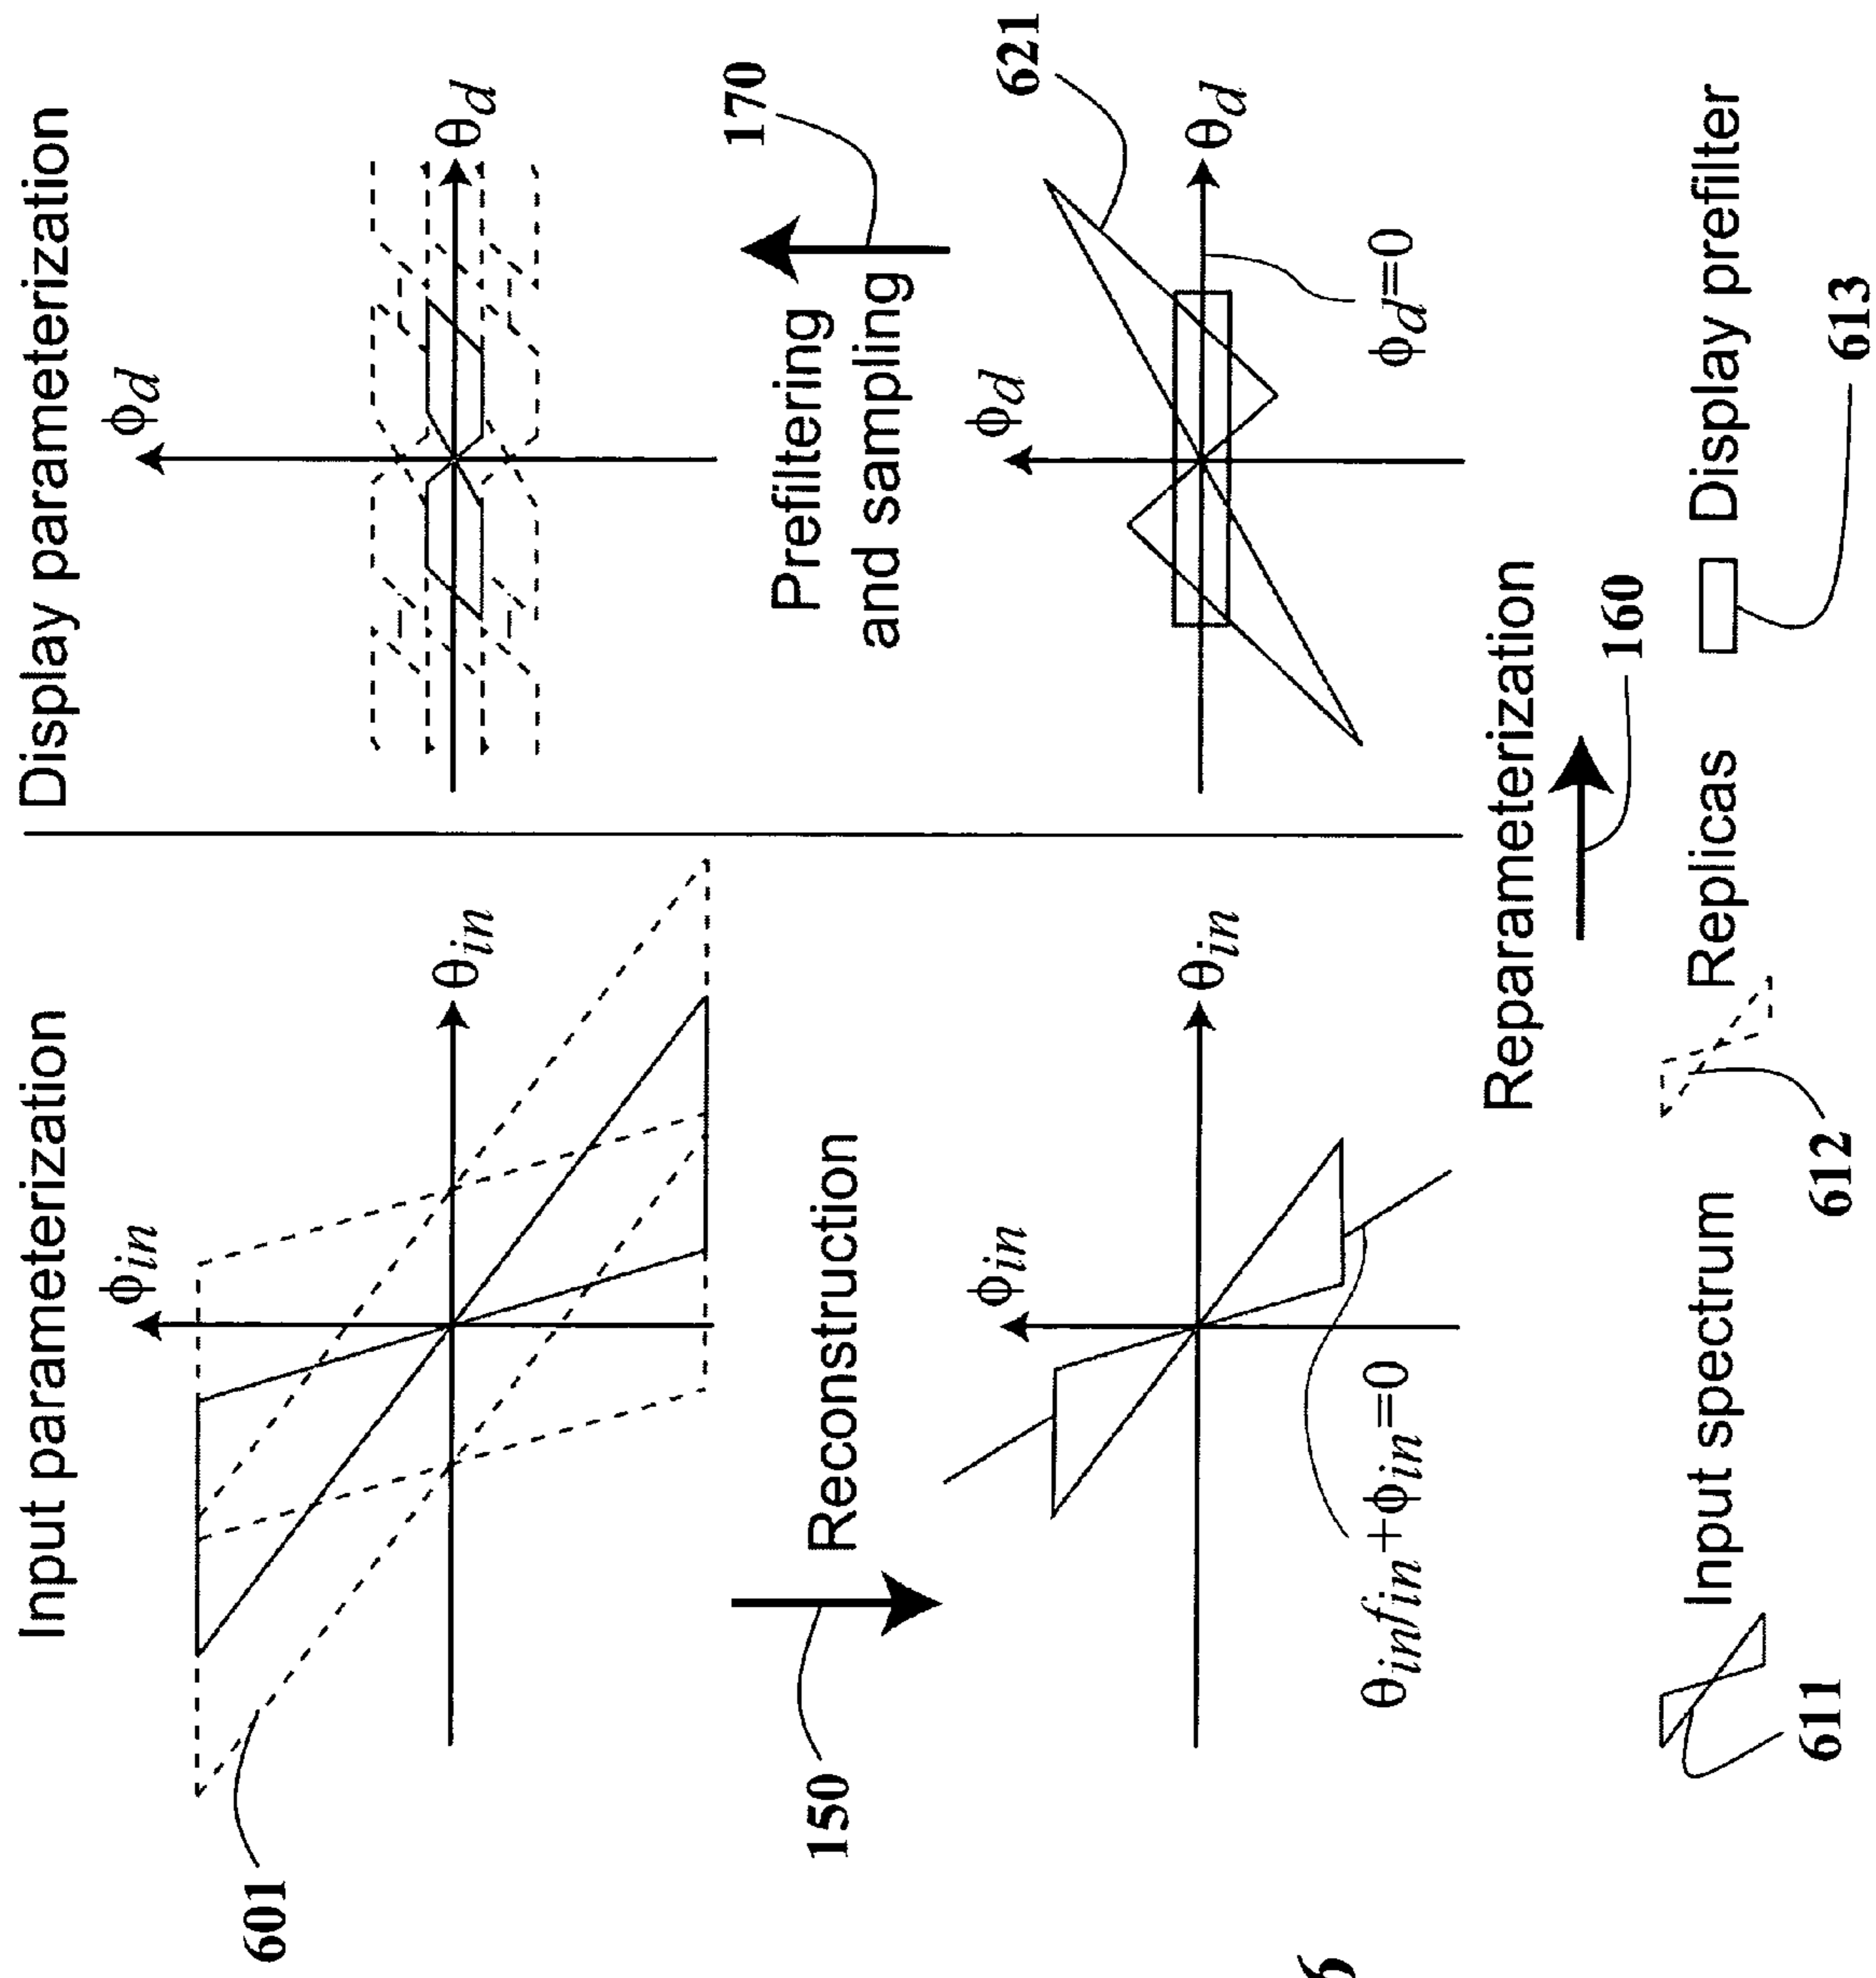 Input parameterization
Display parameterization
ϕin
ϕd
θin
θd
601
150
Reconstruction
Prefiltering
and sampling
170
ϕin
ϕd
θin
θd
621
θinfin+ϕin=0
ϕd=0
Reparameterization
160
Input spectrum
Replicas
Display prefilter
611
612
613
6